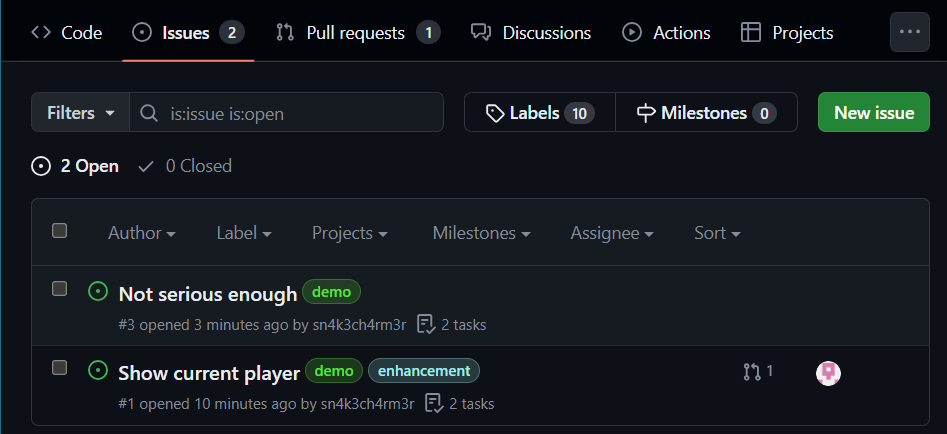 Code Issues 2 Pull requests 1 Discussions Actions Projects ...
Filters is:issue is:open Labels 10 Milestones 0 New issue
2 Open 0 Closed
Author Label Projects Milestones Assignee Sort
Not serious enough demo
#3 opened 3 minutes ago by sn4k3ch4rm3r 2 tasks
Show current player demo enhancement 1
#1 opened 10 minutes ago by sn4k3ch4rm3r 2 tasks